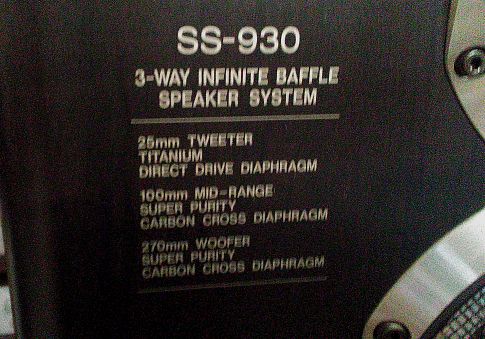 SS-930
3-WAY INFINITE BAFFLE
SPEAKER SYSTEM
25mm TWEETER
TITANIUM
DIRECT DRIVE DIAPHRAGM
100mm MID-RANGE
SUPER PURITY
CARBON CROSS DIAPHRAGM
270mm WOOFER
SUPER PURITY
CARBON CROSS DIAPHRAGM